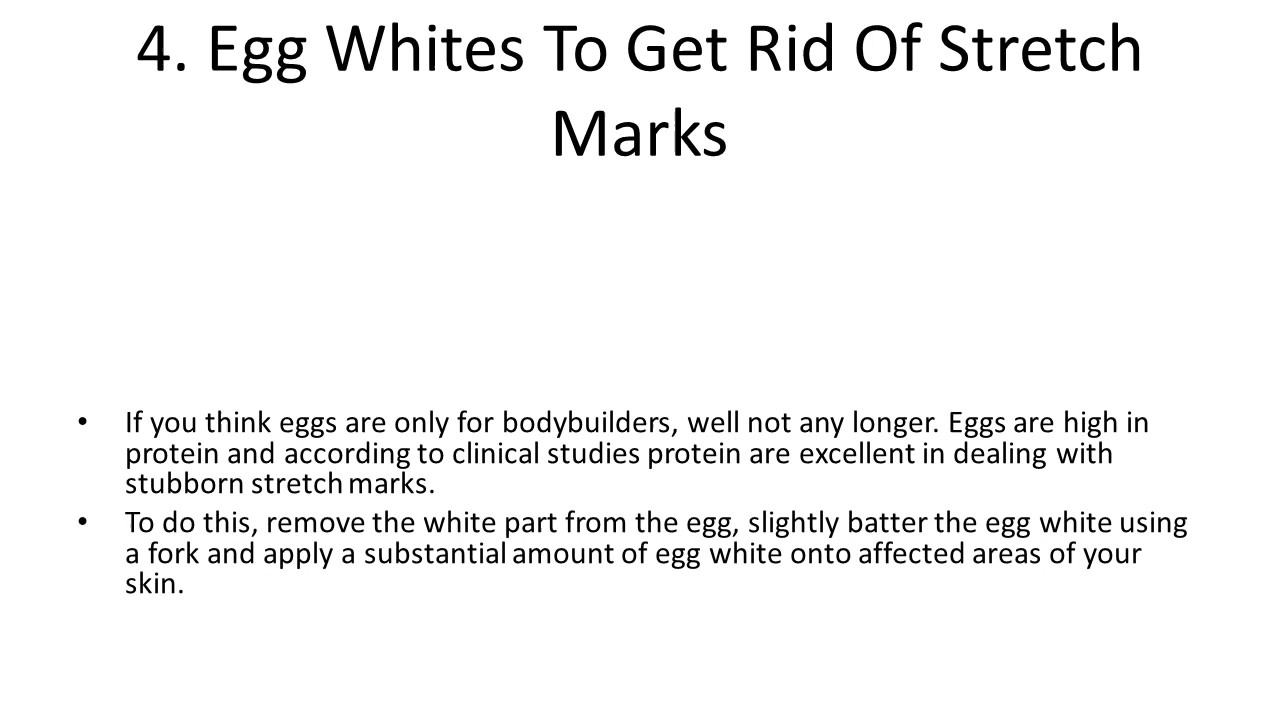 4. Egg Whites To Get Rid Of Stretch
Marks
• If you think eggs are only for bodybuilders, well not any longer. Eggs are high in
protein and according to clinical studies protein are excellent in dealing with
stubborn stretch marks.
• To do this, remove the white part from the egg, slightly batter the egg white using
a fork and apply a substantial amount of egg white onto affected areas of your
skin.